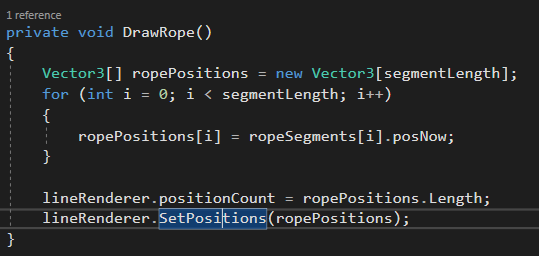 1 reference
private void DrawRope()
{
Vector3[] ropePositions = new Vector3[segmentLength];
for (int i = 0; i < segmentLength; i++)
{
ropePositions[i] = ropeSegments[i].posNow;
}
lineRenderer.positionCount = ropePositions.Length;
lineRenderer.SetPositions(ropePositions);
}